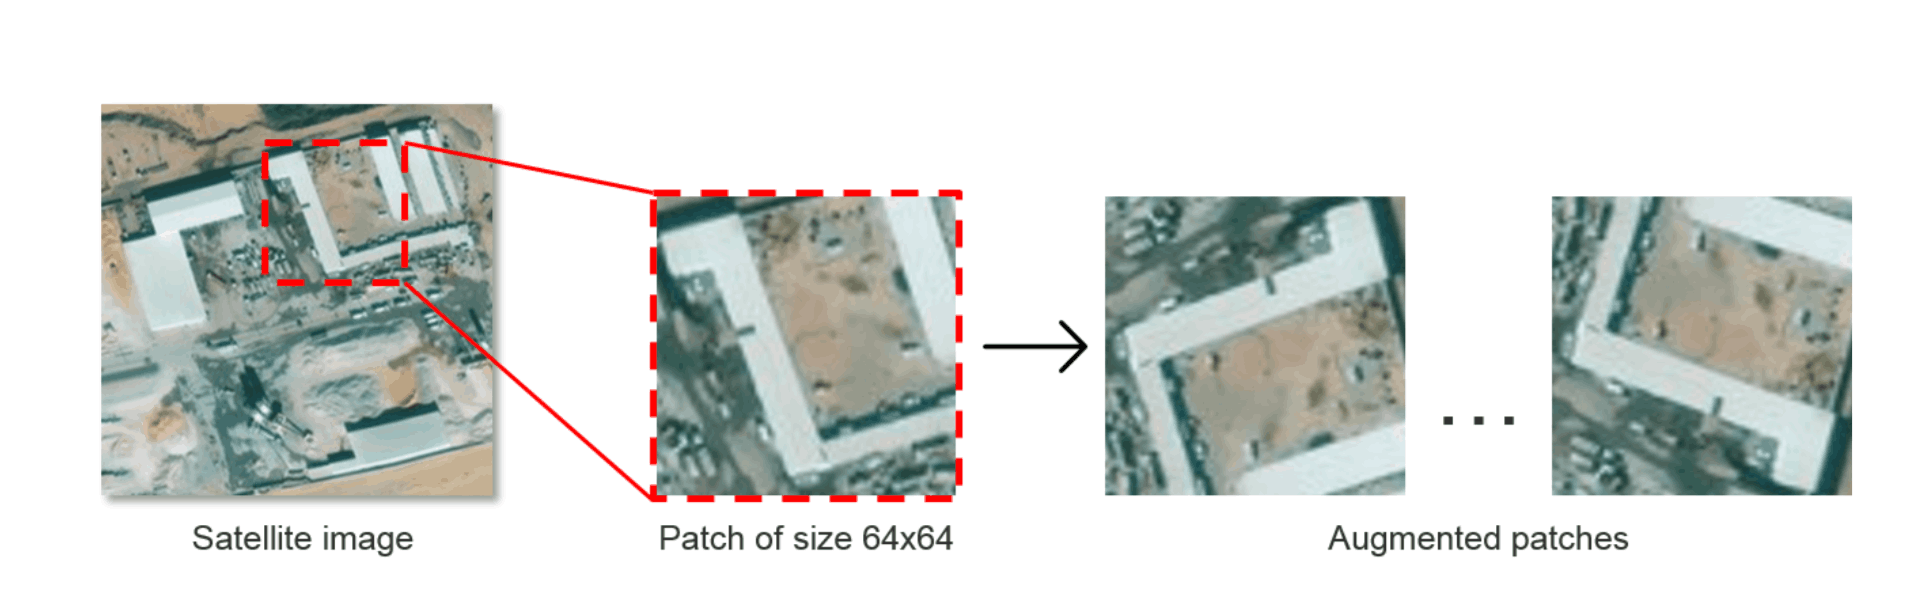 Satellite image
Patch of size 64x64
. . .
Augmented patches